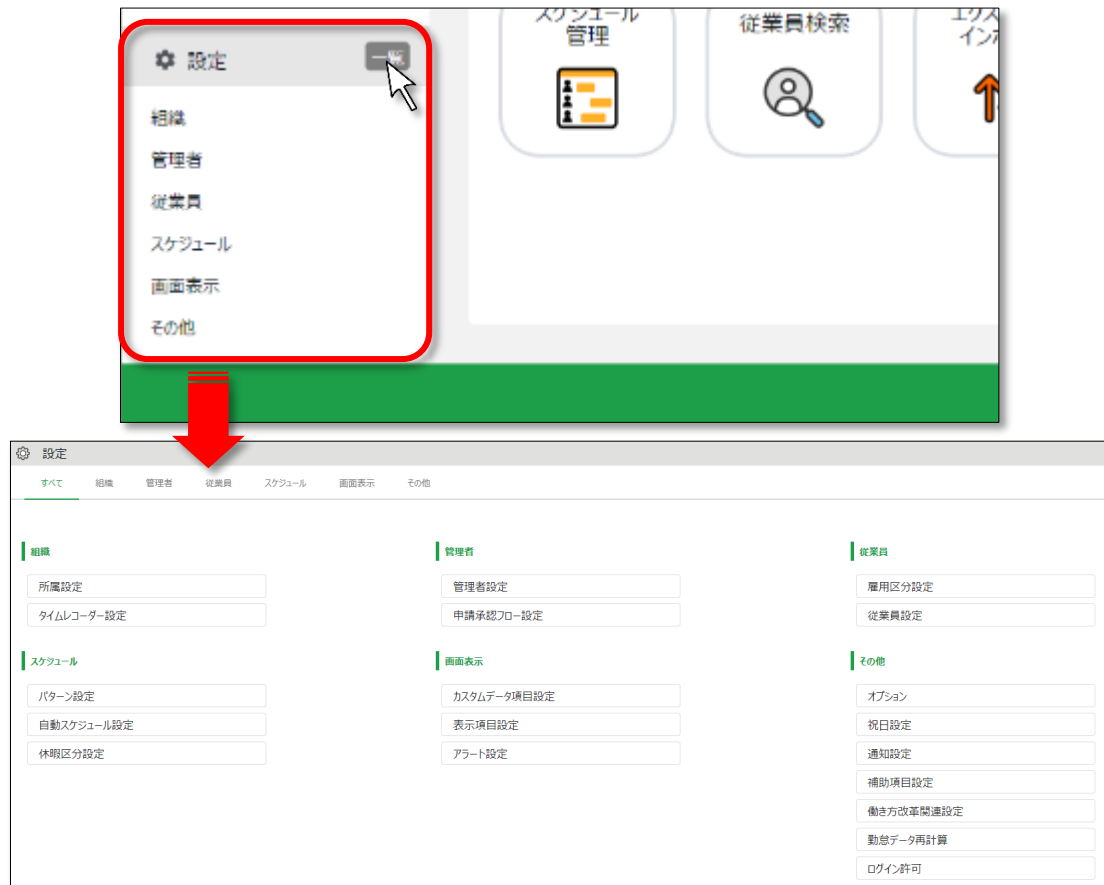 スケジュール
管理
従業員検索
設定
一覧
組織
管理者
従業員
スケジュール
画面表示
その他
設定
すべて 組織 管理者 従業員 スケジュール 画面表示 その他
組織 管理者 従業員
所属設定 管理者設定 雇用区分設定
タイムレコーダー設定 申請承認フロー設定 従業員設定
スケジュール 画面表示 その他
パターン設定 カスタムデータ項目設定 オプション
自動スケジュール設定 表示項目設定 祝日設定
休暇区分設定 アラート設定 通知設定
補助項目設定
働き方改革関連設定
勤怠データ再計算
ログイン許可